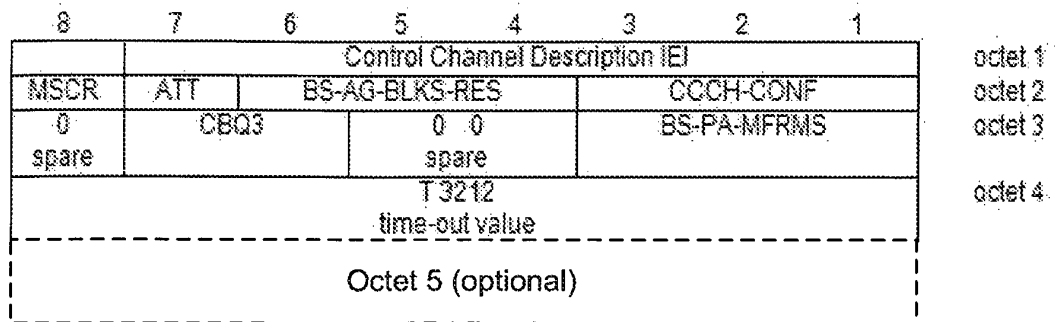 8 7 6 5 4 3 2 1
Control Channel Description IEI octet 1
MSCR ATT BS-AG-BLKS-RES CCCH-CONF octet 2
0 CBQ3 0 0 BS-PA-MFRMS octet 3
spare spare
T 3212 octet 4
time-out value
Octet 5 (optional)